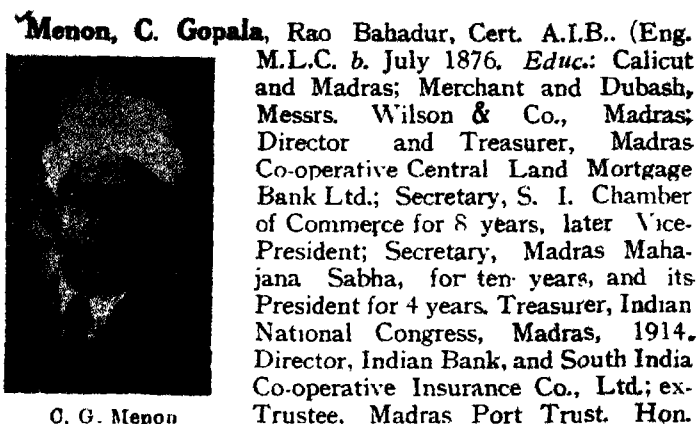 Menon, C. Gopala, Rao Bahadur, Cert. A.I.B.. (Eng.
M.L.C. b. July 1876. Educ.: Calicut
and Madras; Merchant and Dubash,
Messrs. Wilson & Co., Madras;
Director and Treasurer, Madras
Co-operative Central Land Mortgage
Bank Ltd.; Secretary, S. I. Chamber
of Commerce for 8 years, later Vice-
President; Secretary, Madras Maha-
jana Sabha, for ten years, and its
President for 4 years. Treasurer, Indian
National Congress, Madras, 1914.
Director, Indian Bank, and South India
Co-operative Insurance Co., Ltd.; ex-
Trustee, Madras Port Trust. Hon.
C. G. Menon